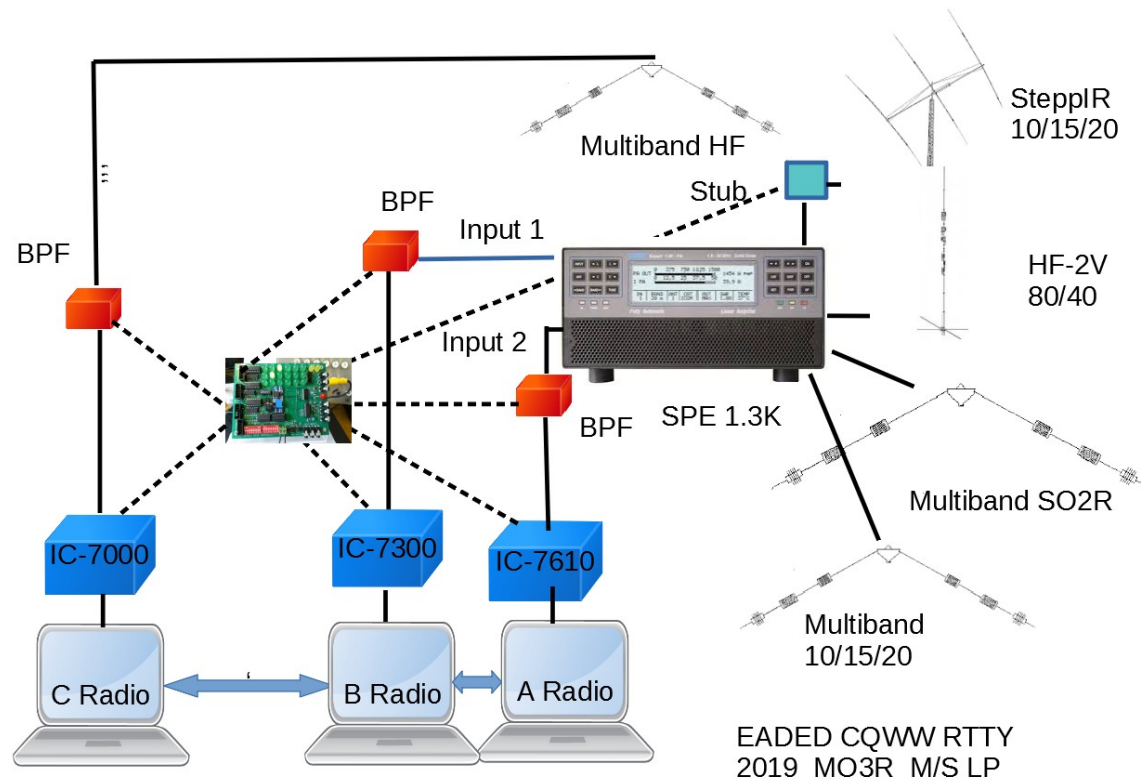 SteppIR
10/15/20
Multiband HF
Stub
BPF
Input 1
BPF
HF-2V
80/40
Input 2
BPF
SPE 1.3K
Multiband SO2R
IC-7000
IC-7300
IC-7610
Multiband
10/15/20
C Radio
B Radio
A Radio
EADED CQWW RTTY
2019 MO3R M/S LP